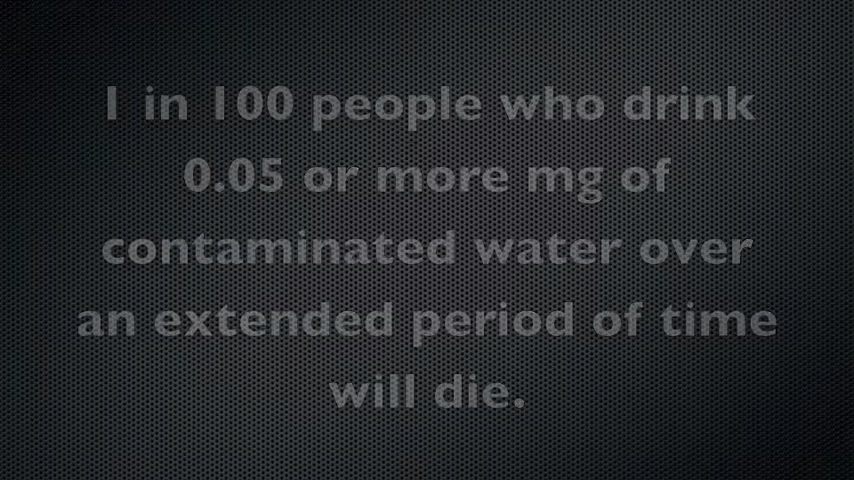 1 in 100 people who drink
0.05 or more mg of
contaminated water over
an extended period of time
will die.